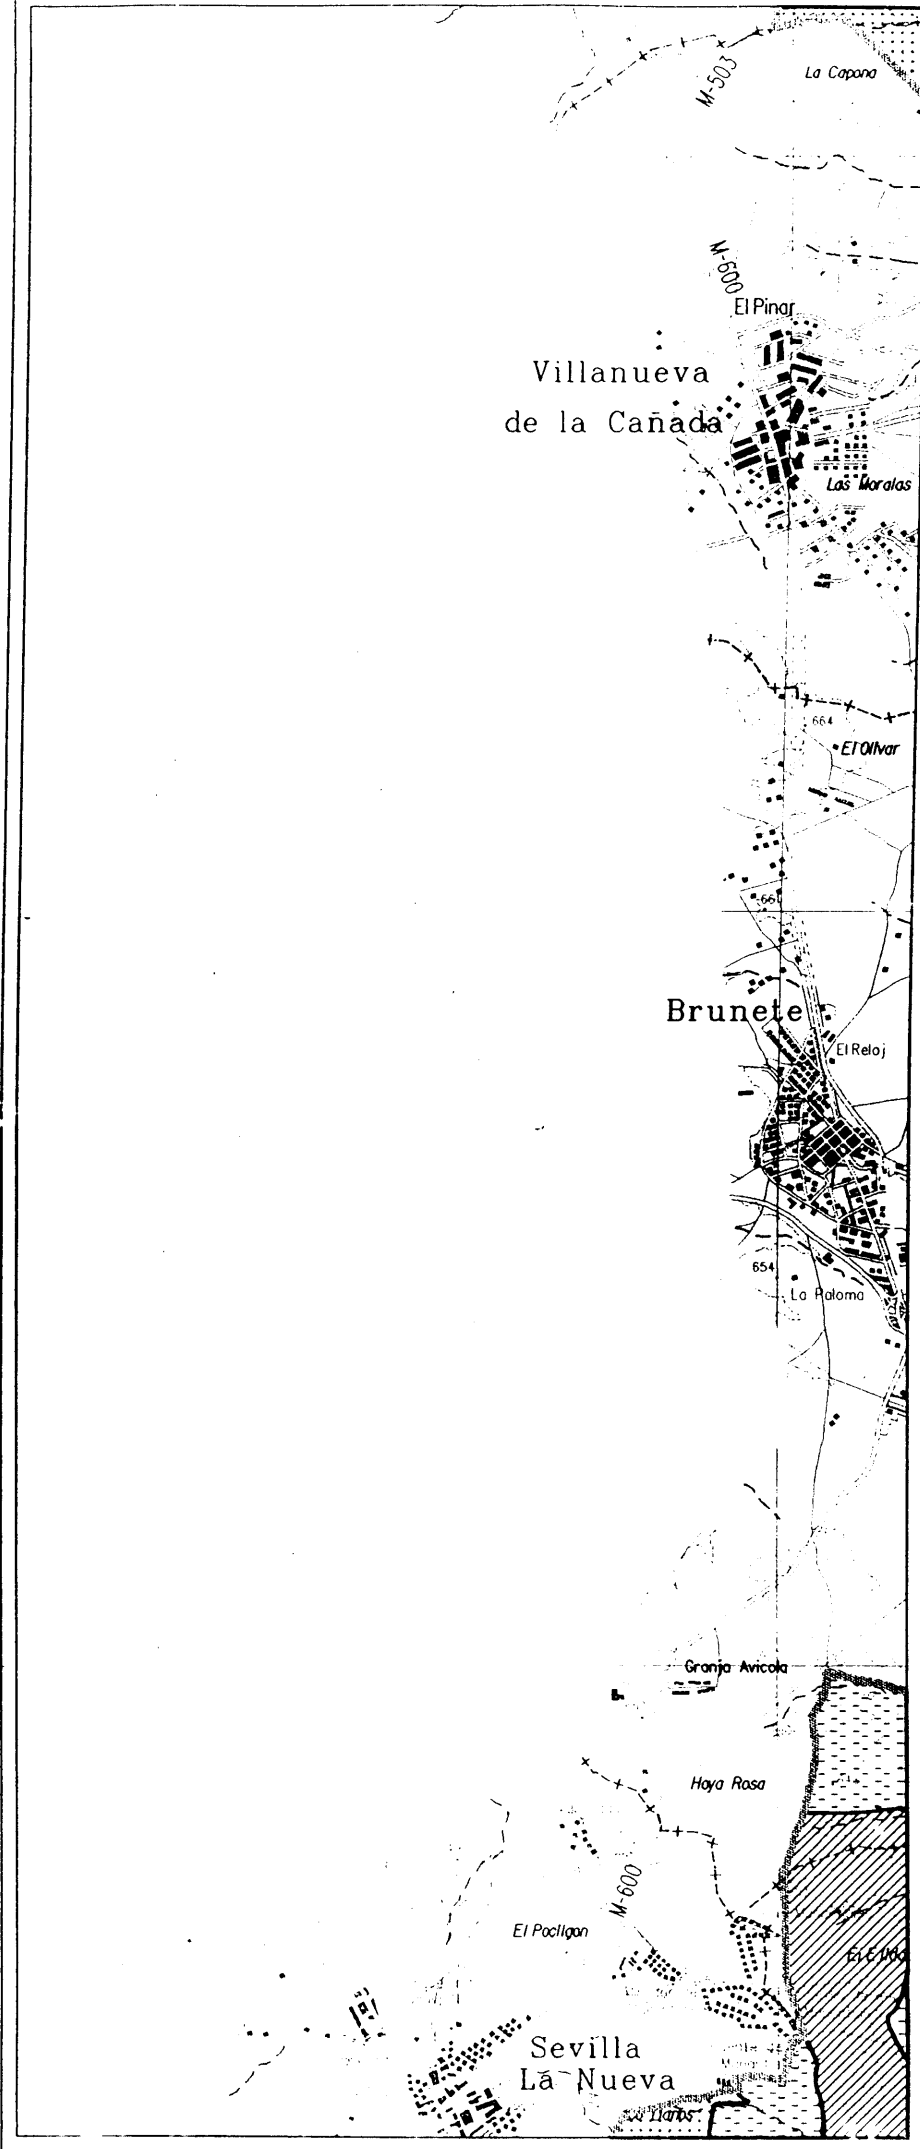 La Capona
M-503
M-600
El Pinar
Villanueva
de la Cañada
Las Moralas
664
El Olivar
661
Brunete
El Reloj
654
La Paloma
Granja Avicola
Hoya Rosa
M-600
El Pocilgon
Sevilla
La Nueva